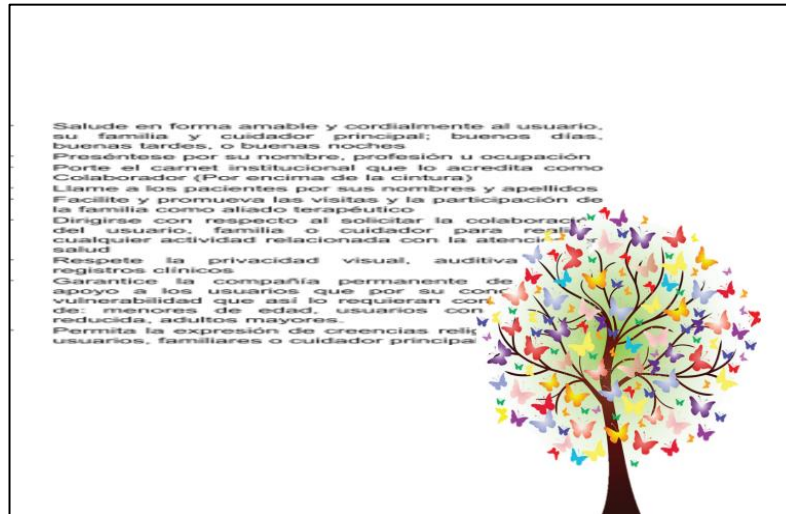 Salude en forma amable y cordialmente al usuario,
su familia y cuidador principal; buenos días,
buenas tardes, o buenas noches
Preséntese por su nombre, profesión u ocupación
Porte el carnet institucional que lo acredita como
Colaborador (Por encima de la cintura)
Llame a los pacientes por sus nombres y apellidos
Facilite y promueva las visitas y la participación de
la familia como aliado terapéutico
Dirigirse con respecto al solicitar la
del usuario, familia o cuidador para
cualquier actividad relacionada con la
salud
Respete la privacidad visual, auditiva
registros clínicos
Garantice la compañía permanente de
apoyo a los usuarios que por su
vulnerabilidad que así lo requieran
de: menores de edad, usuarios con
reducida, adultos mayores.
Permita la expresión de creencias
usuarios, familiares o cuidador principal